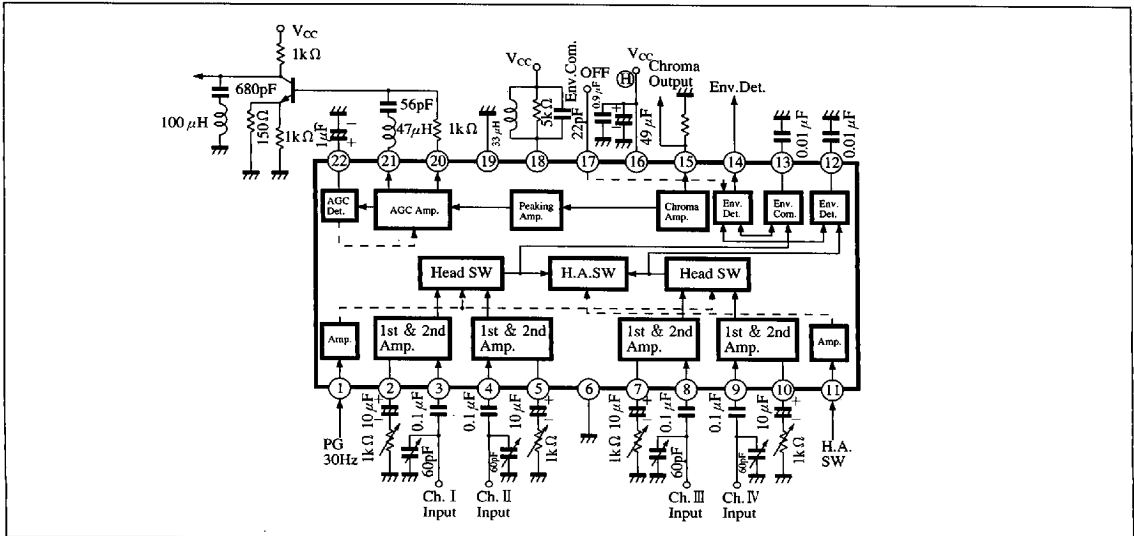 VCC
1kΩ
680pF
100μH
150Ω
1kΩ
1μF
−
+
56pF
47μH
1kΩ
33μH
VCC
5kΩ
22pF
Env.Com.
OFF
H
VCC
0.9μF
+
−
49μF
Chroma
Output
Env.Det.
0.01μF
0.01μF
22 21 20 19 18 17 16 15 14 13 12
AGC
Det.
AGC Amp.
Peaking
Amp.
Chroma
Amp.
Env.
Det.
Env.
Com.
Env.
Det.
Head SW
H.A.SW
Head SW
Amp.
1st & 2nd
Amp.
1st & 2nd
Amp.
1st & 2nd
Amp.
1st & 2nd
Amp.
Amp.
1 2 3 4 5 6 7 8 9 10 11
PG
30Hz
10μF
+
−
1kΩ
0.1μF
60pF
Ch. I
Input
0.1μF
60pF
Ch. II
Input
10μF
+
−
1kΩ
10μF
+
−
1kΩ
0.1μF
60pF
Ch. III
Input
0.1μF
60pF
Ch. IV
Input
10μF
+
−
1kΩ
H.A.
SW